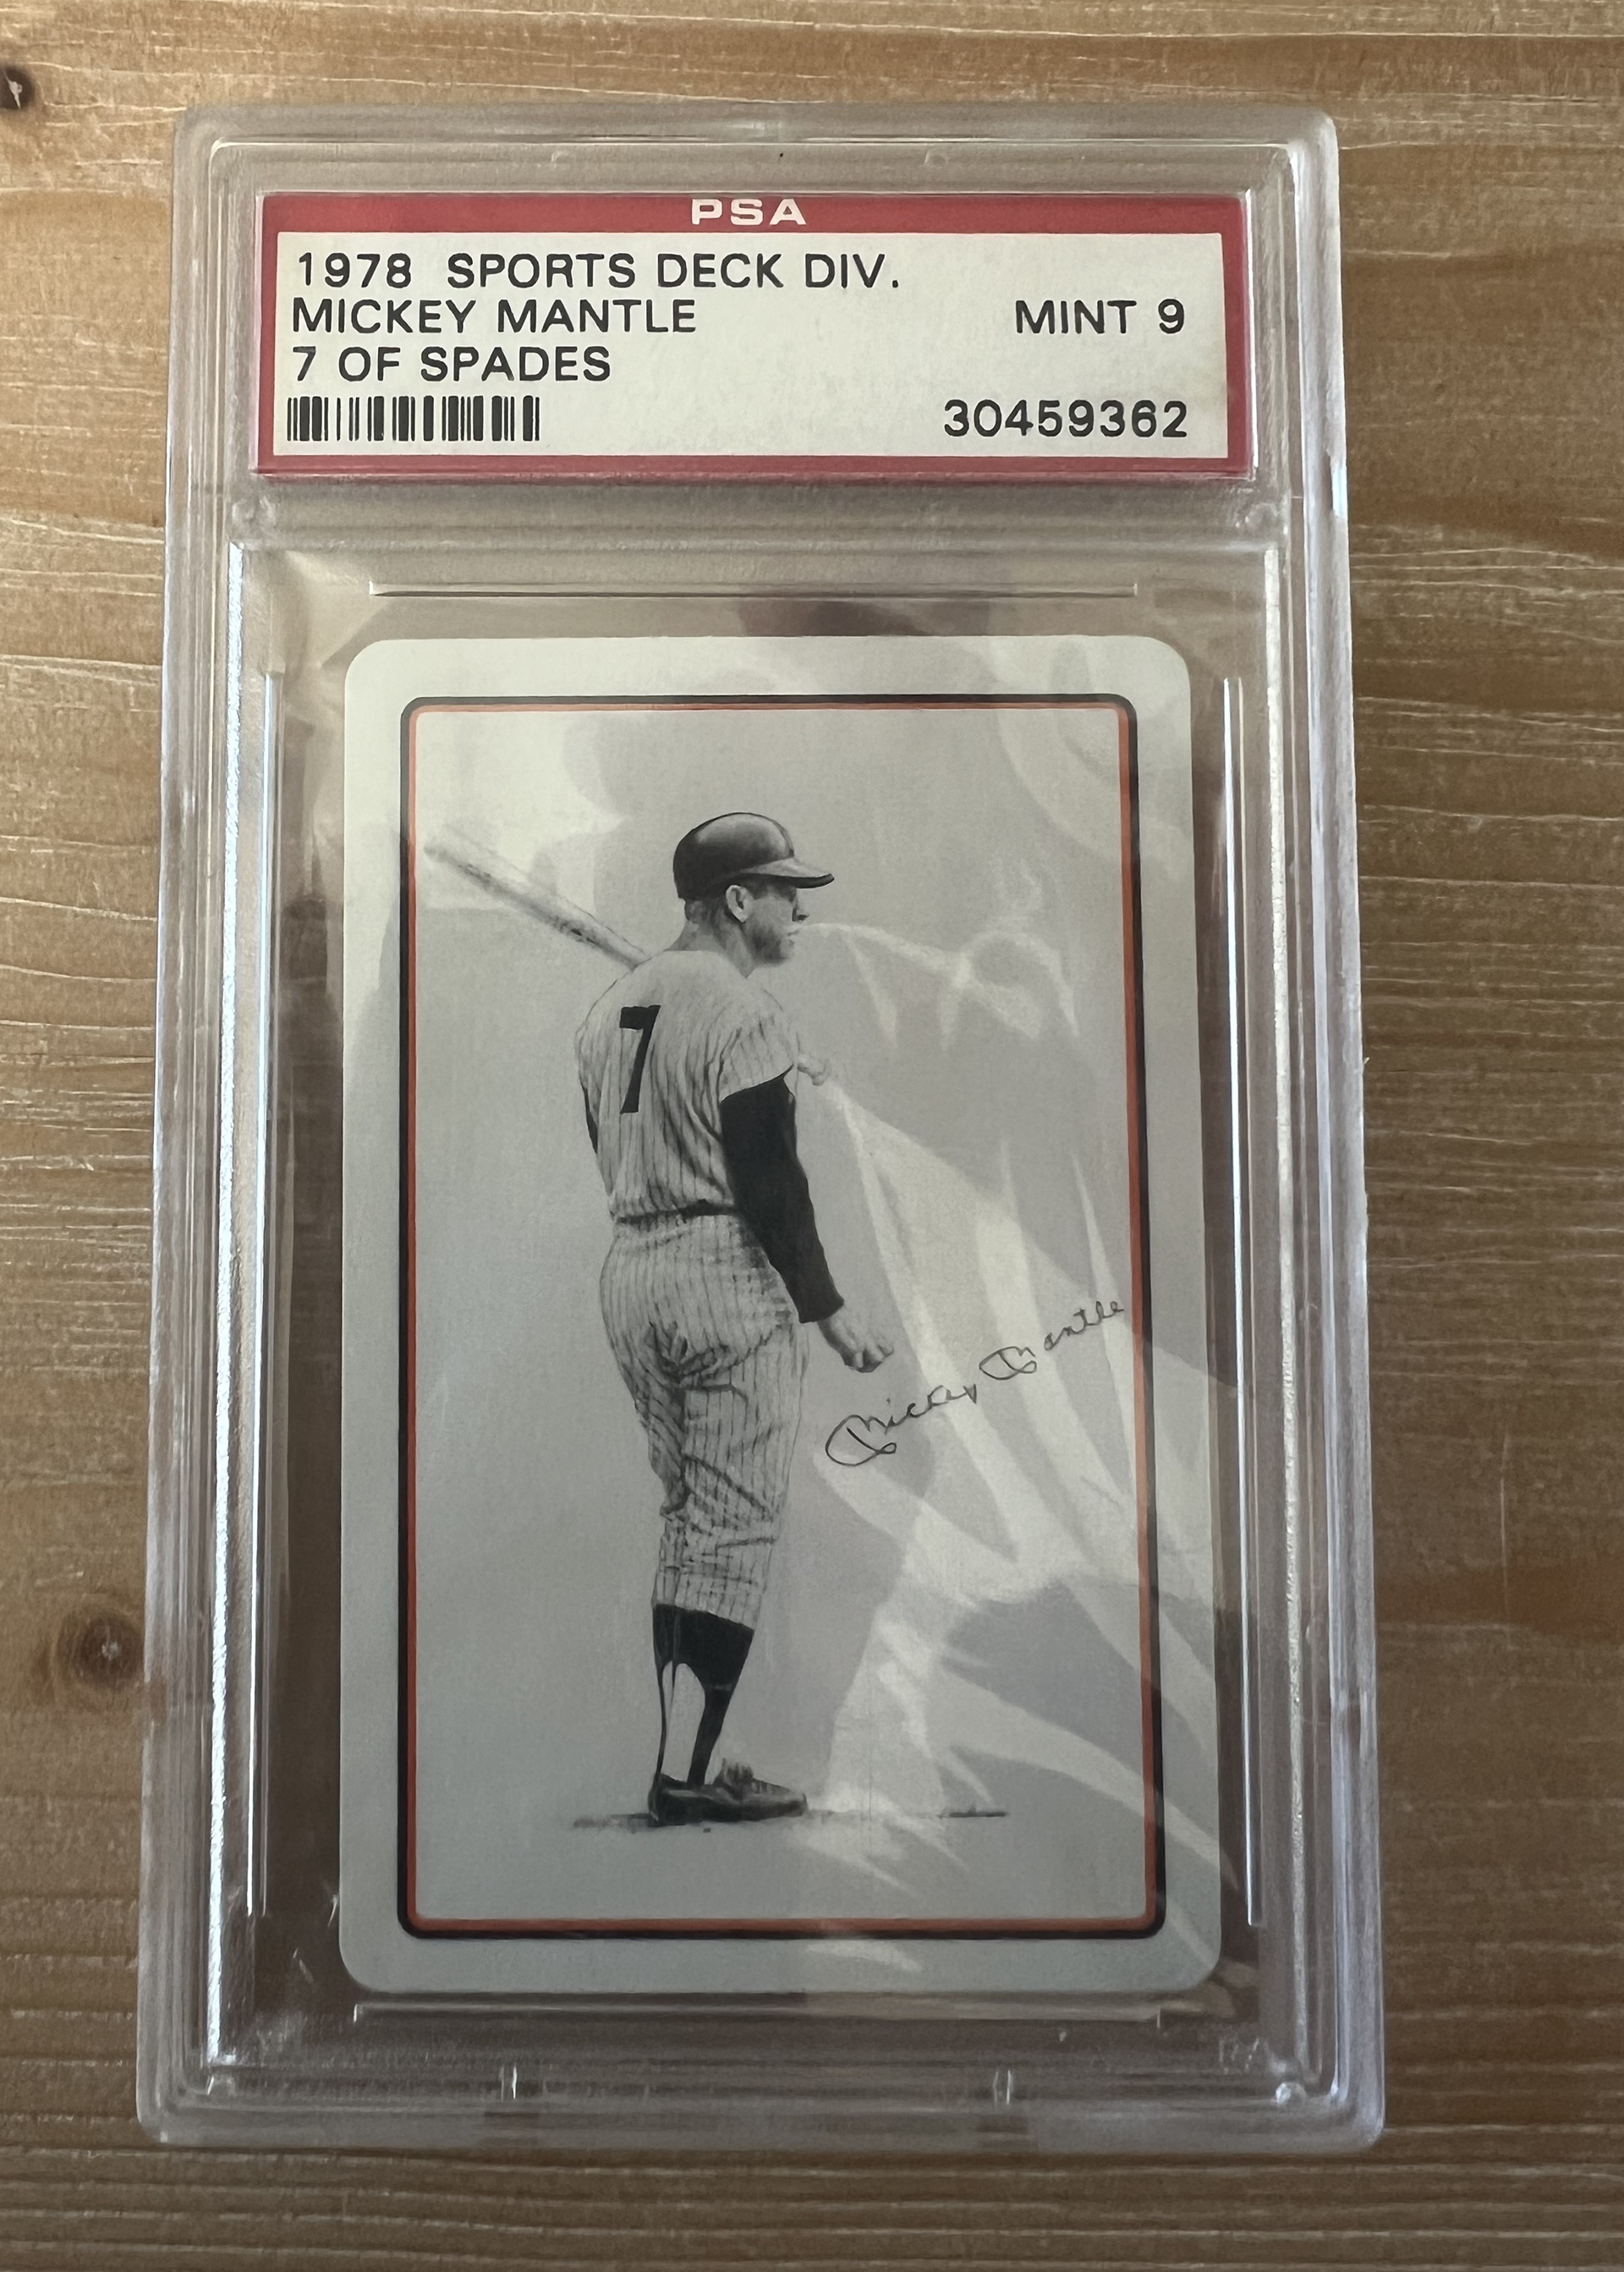 PSA
1978 SPORTS DECK DIV.
MICKEY MANTLE MINT 9
7 OF SPADES
30459362
7
Mickey Mantle